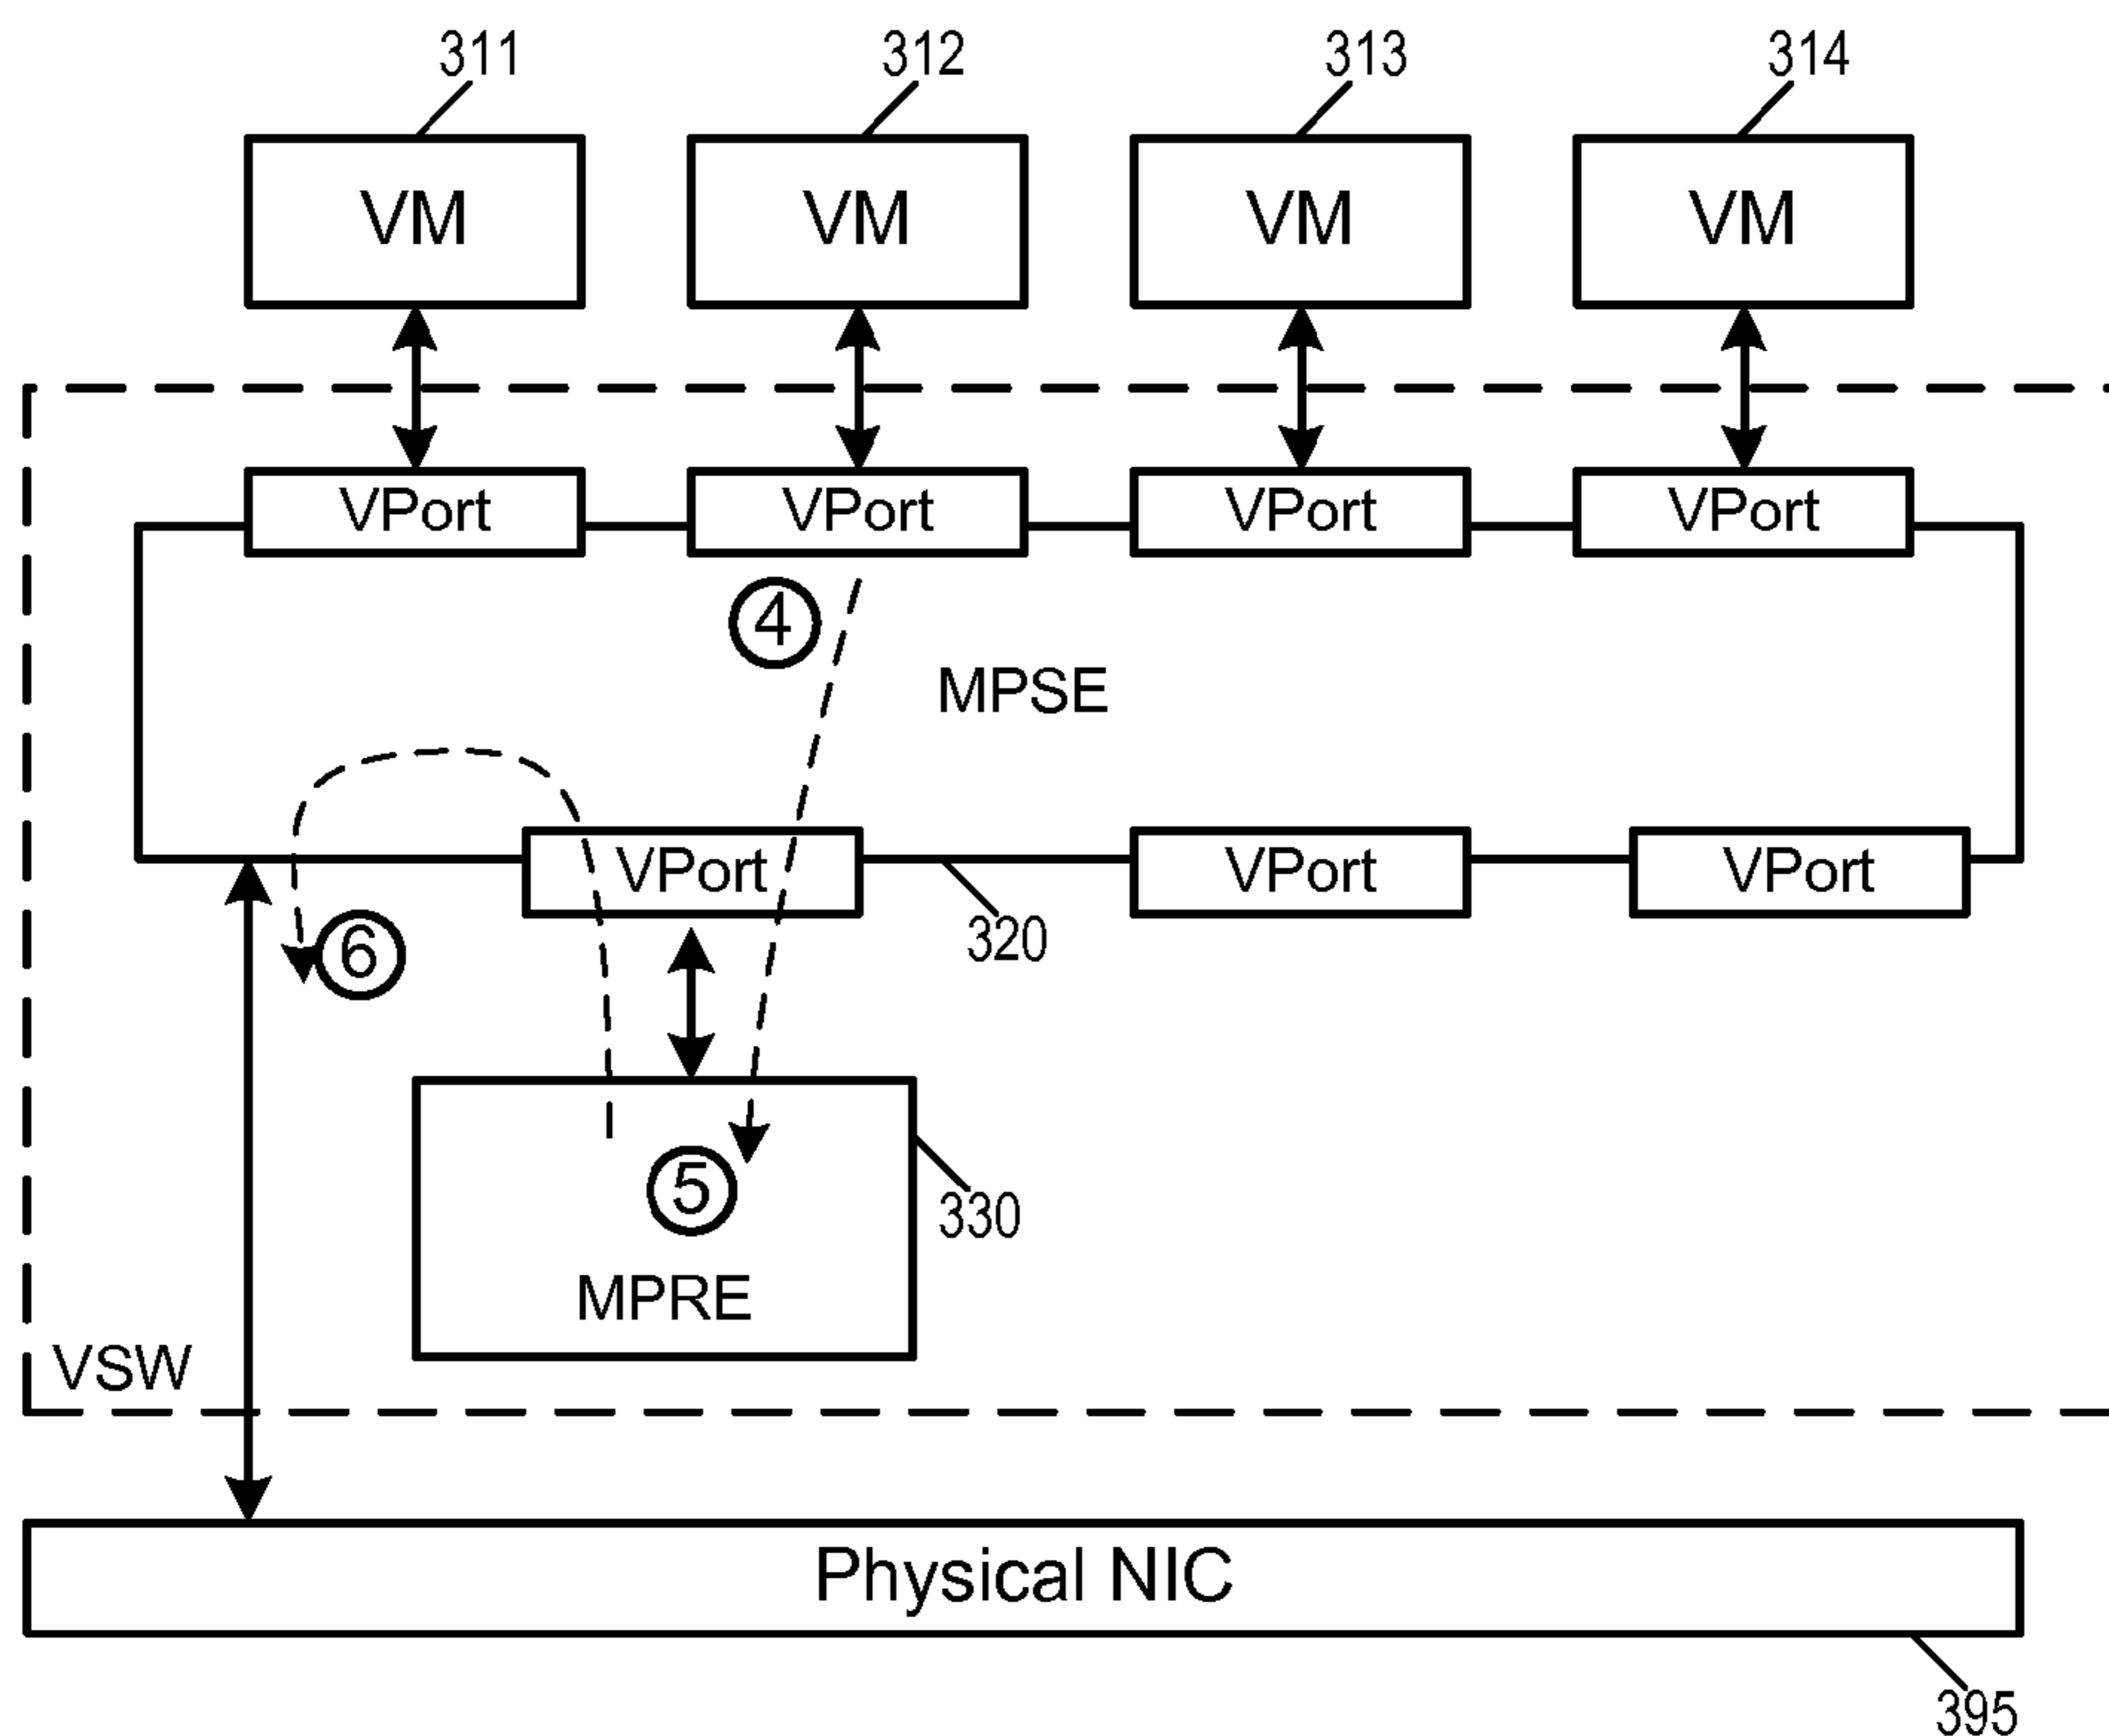 311 312 313 314
VM VM VM VM
VPort VPort VPort VPort
4
MPSE
VPort VPort VPort
6
320
5
330
MPRE
VSW
Physical NIC
395